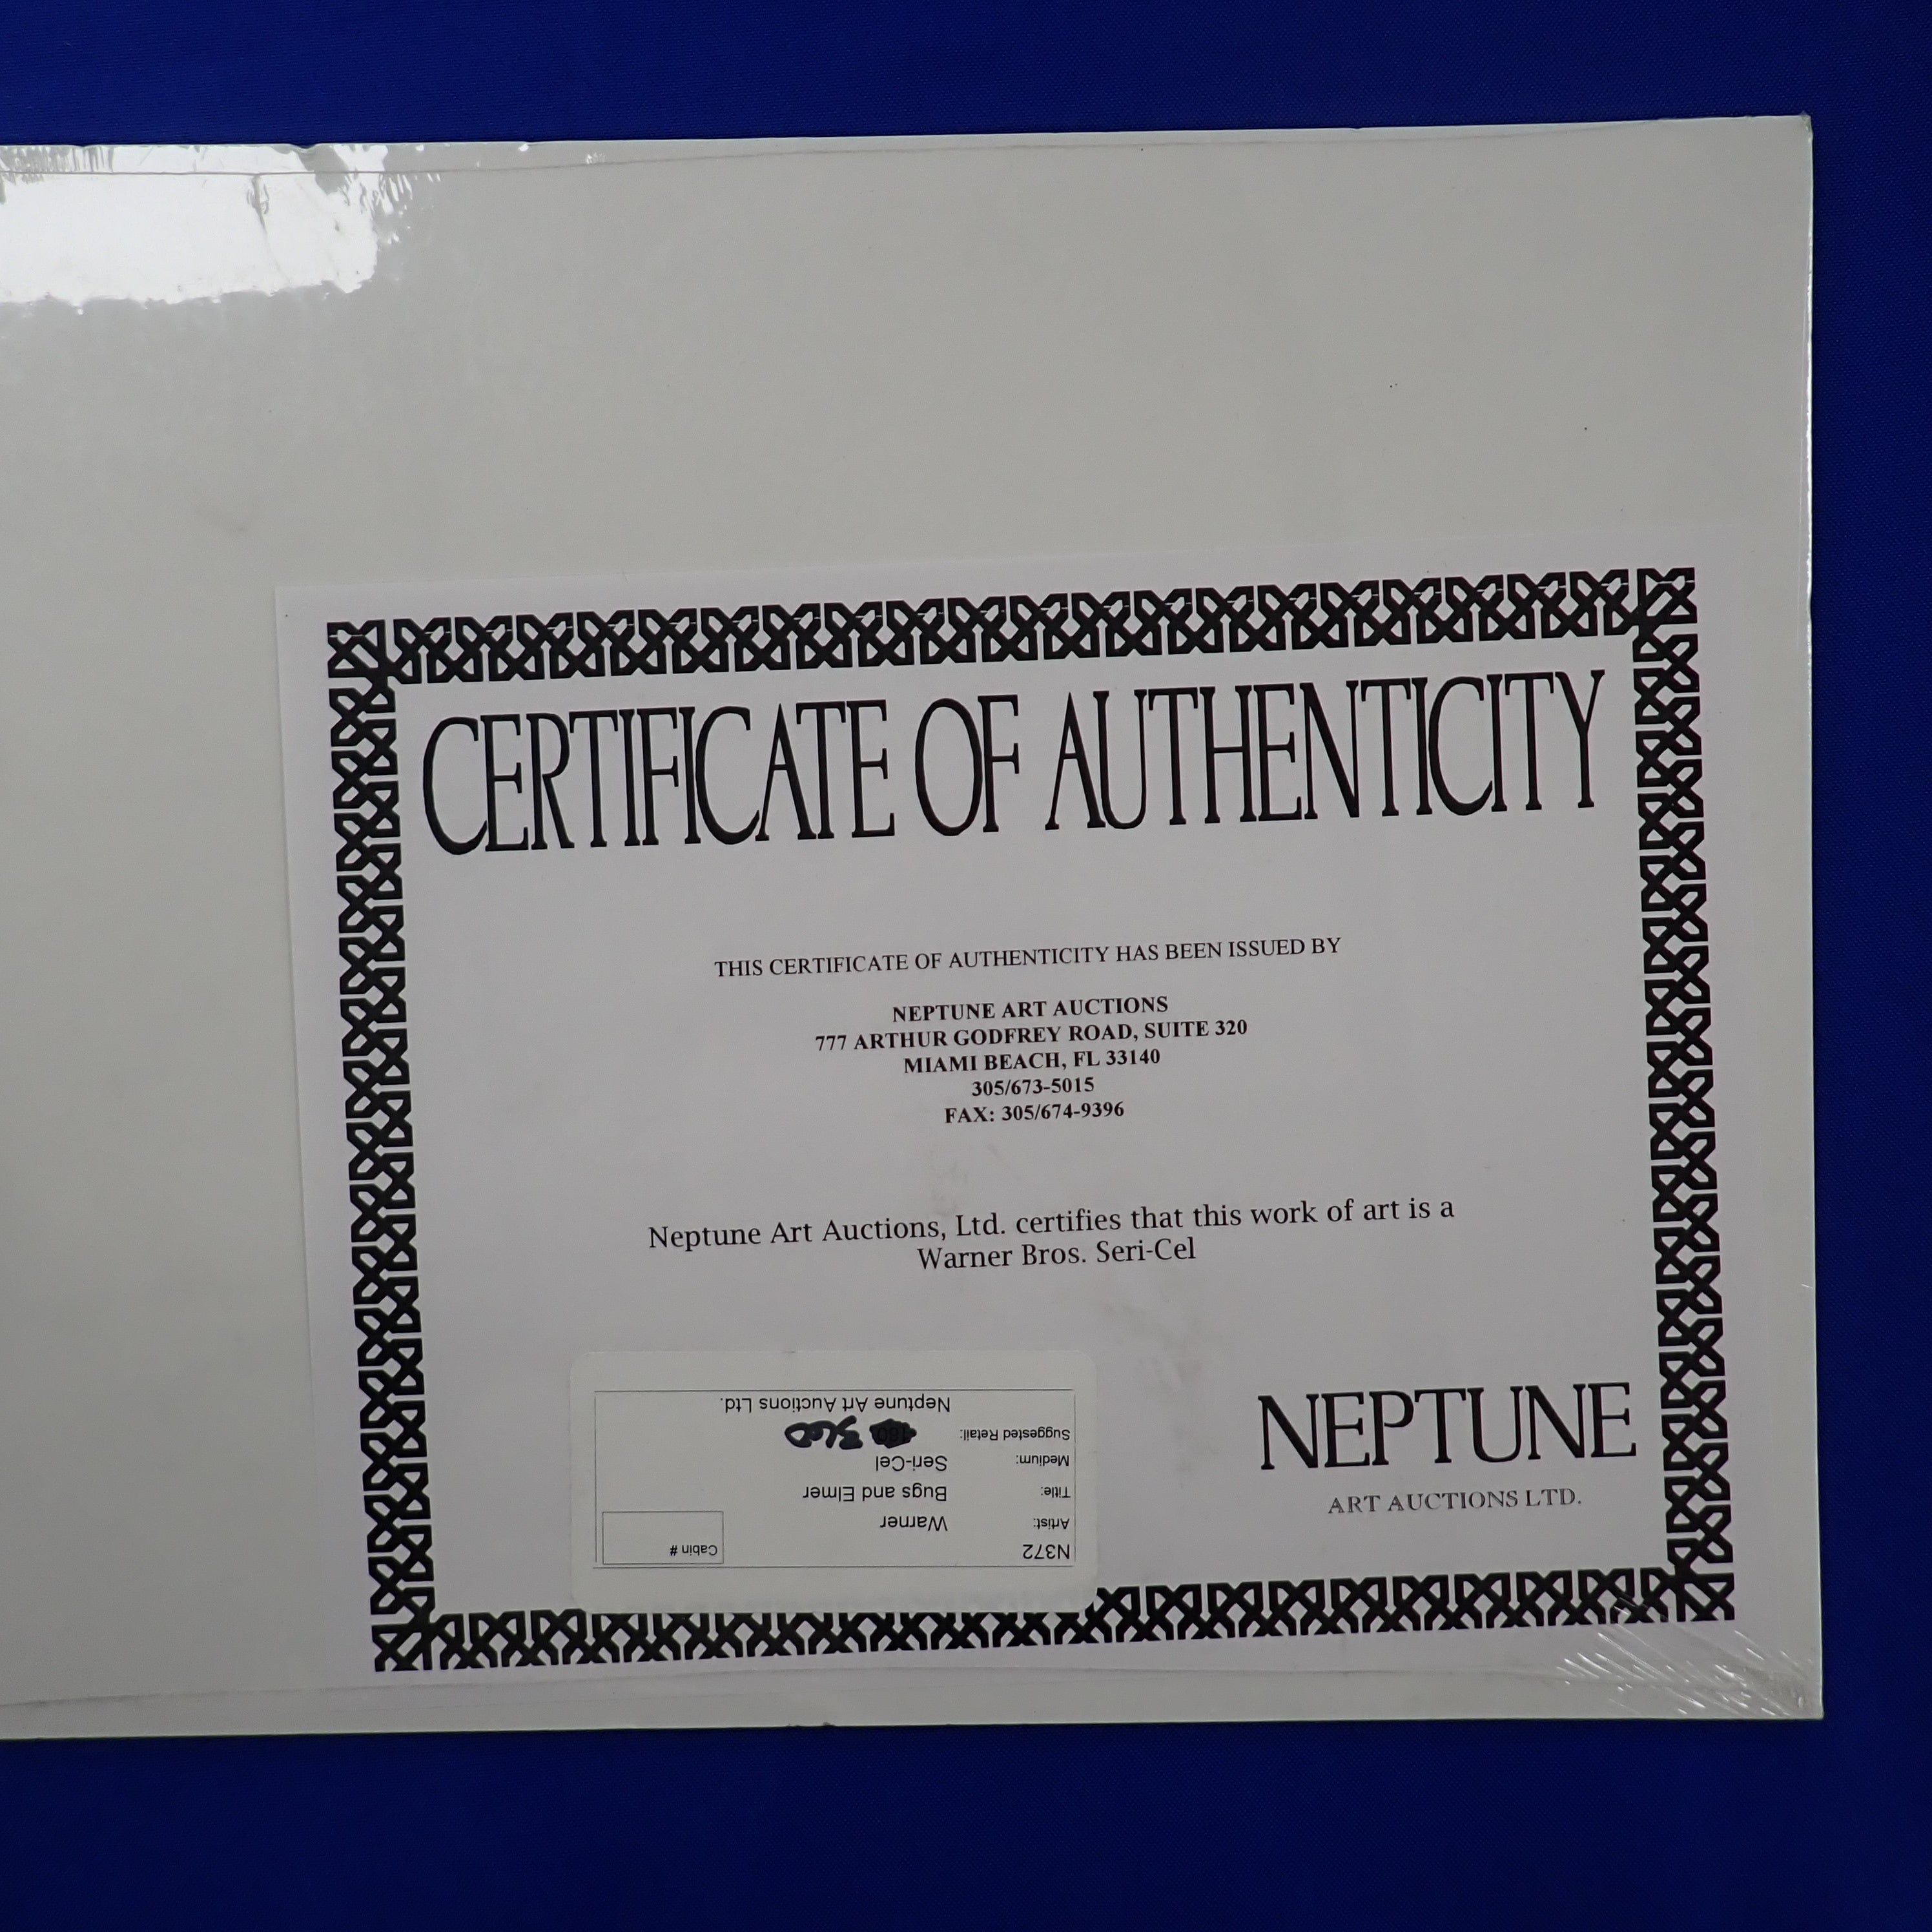 CERTIFICATE OF AUTHENTICITY
THIS CERTIFICATE OF AUTHENTICITY HAS BEEN ISSUED BY
NEPTUNE ART AUCTIONS
777 ARTHUR GODFREY ROAD, SUITE 320
MIAMI BEACH, FL 33140
305/673-5015
FAX: 305/674-9396
Neptune Art Auctions, Ltd. certifies that this work of art is a
Warner Bros. Seri-Cel
NEPTUNE
ART AUCTIONS LTD.
N372 Cabin #
Artist: Warner
Title: Bugs and Elmer
Medium: Seri-Cel
Suggested Retail:
Neptune Art Auctions Ltd.